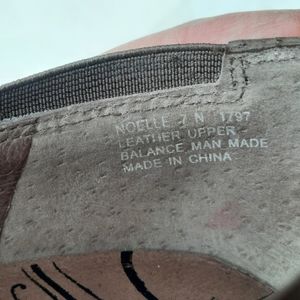 NOELLE 7 N 1797
LEATHER UPPER
BALANCE MAN MADE
MADE IN CHINA